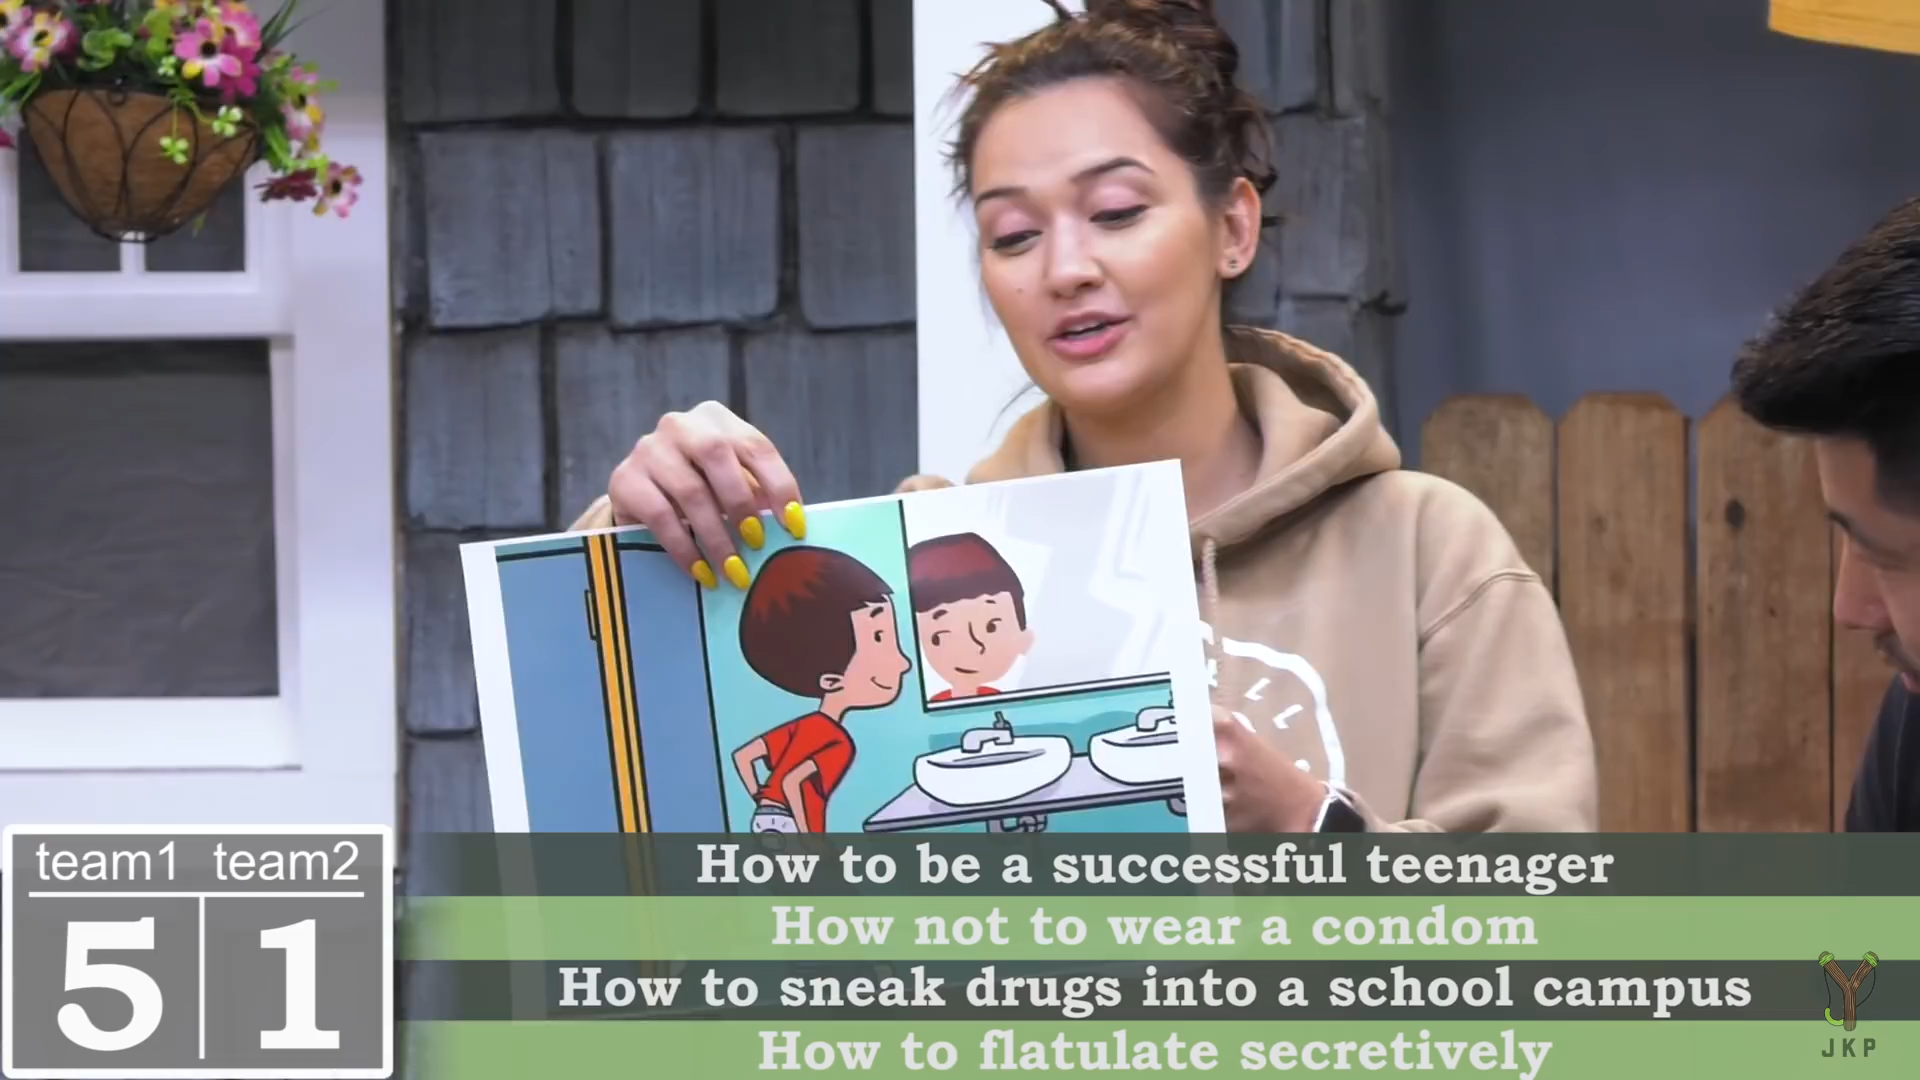 team1 team2
5 1
How to be a successful teenager
How not to wear a condom
How to sneak drugs into a school campus
How to flatulate secretively
JKP